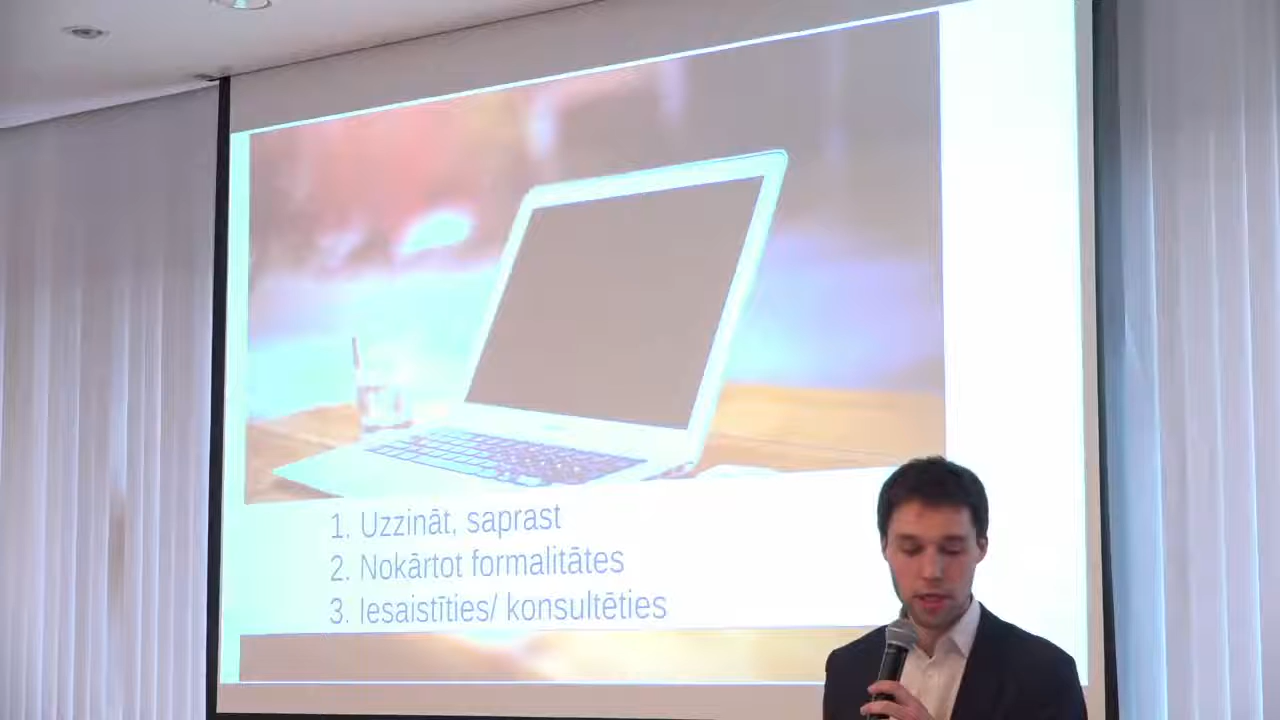 1. Uzzināt, saprast
2. Nokārtot formalitātes
3. Iesaistīties/ konsultēties